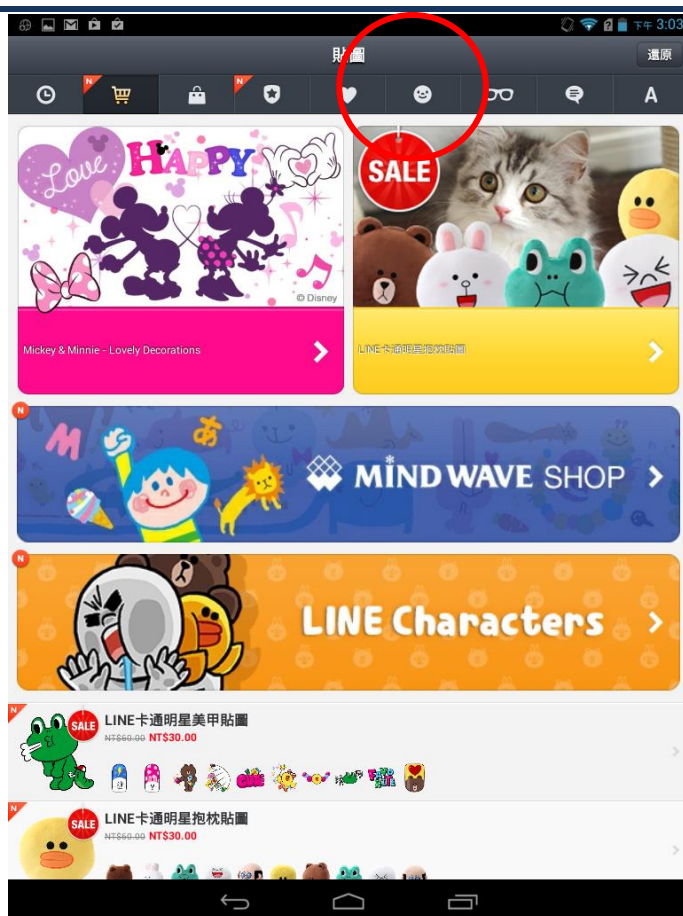 下午 3:03
貼圖
還原
N
N
A
Love HAPPY
SALE
© Disney
Mickey & Minnie – Lovely Decorations
LINE卡通明星抱枕貼圖
N
M あ
MIND WAVE SHOP
N
LINE Characters
N
SALE
LINE卡通明星美甲貼圖
NT$60.00 NT$30.00
N
SALE
LINE卡通明星抱枕貼圖
NT$60.00 NT$30.00